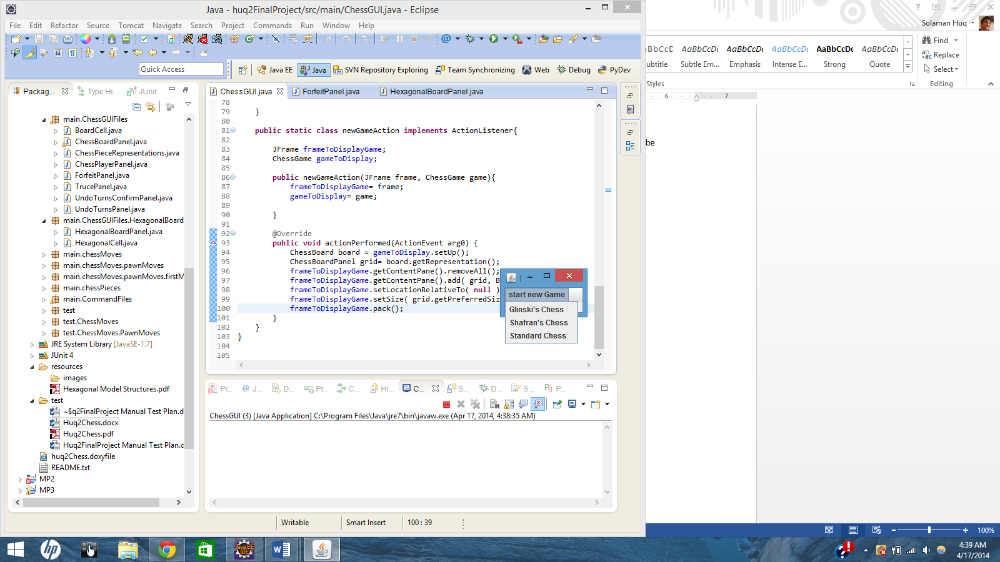 Java - huq2FinalProject/src/main/ChessGUI.java - Eclipse
File Edit Refactor Source Tomcat Navigate Search Project Commands Run Window Help
Quick Access
Java EE Java SVN Repository Exploring Team Synchronizing Web Debug PyDev
Packag... Type Hi... JUnit
main.ChessGUIFiles
BoardCell.java
ChessBoardPanel.java
ChessPieceRepresentations.java
ChessPlayerPanel.java
ForfeitPanel.java
TrucePanel.java
UndoTurnsConfirmPanel.java
UndoTurnsPanel.java
main.ChessGUIFiles.HexagonalBoard
HexagonalBoardPanel.java
HexagonalCell.java
main.chessMoves
main.chessMoves.pawnMoves
main.chessMoves.pawnMoves.firstM
main.chessPieces
main.CommandFiles
test
test.ChessMoves
test.ChessMoves.PawnMoves
JRE System Library [JavaSE-1.7]
JUnit 4
resources
images
Hexagonal Model Structures.pdf
test
~$q2FinalProject Manual Test Plan.d
Huq2Chess.docx
Huq2Chess.pdf
Huq2FinalProject Manual Test Plan.c
huq2Chess.doxyfile
README.txt
MP2
MP3
ChessGUI.java ForfeitPanel.java HexagonalBoardPanel.java
78
79 }
80
81 public static class newGameAction implements ActionListener{
82
83 JFrame frameToDisplayGame;
84 ChessGame gameToDisplay;
85
86 public newGameAction(JFrame frame, ChessGame game){
87 frameToDisplayGame= frame;
88 gameToDisplay= game;
89
90 }
91
92 @Override
93 public void actionPerformed(ActionEvent arg0) {
94 ChessBoard board = gameToDisplay.setUp();
95 ChessBoardPanel grid= board.getRepresentation();
96 frameToDisplayGame.getContentPane().removeAll();
97 frameToDisplayGame.getContentPane().add( grid, B
98 frameToDisplayGame.setLocationRelativeTo( null )
99 frameToDisplayGame.setSize( grid.getPreferredSiz
100 frameToDisplayGame.pack();
101 }
102 }
103 }
104
105
start new Game
Glinski's Chess
Shafran's Chess
Standard Chess
Pr... J... D... Pr... C... Hi... C... S... D... S... P...
ChessGUI (3) [Java Application] C:\Program Files\Java\jre7\bin\javaw.exe (Apr 17, 2014, 4:38:35 AM)
Writable Smart Insert 100 : 39
Solaman Huq
AaBbCcDc AaBbCcDc AaBbCcDc AaBbCcDc AaBbCcDc
ubtitle Subtle Em... Emphasis Intense E... Strong Quote
Styles
Find
Replace
Select
Editing
6 7
be
100%
4:39 AM
4/17/2014